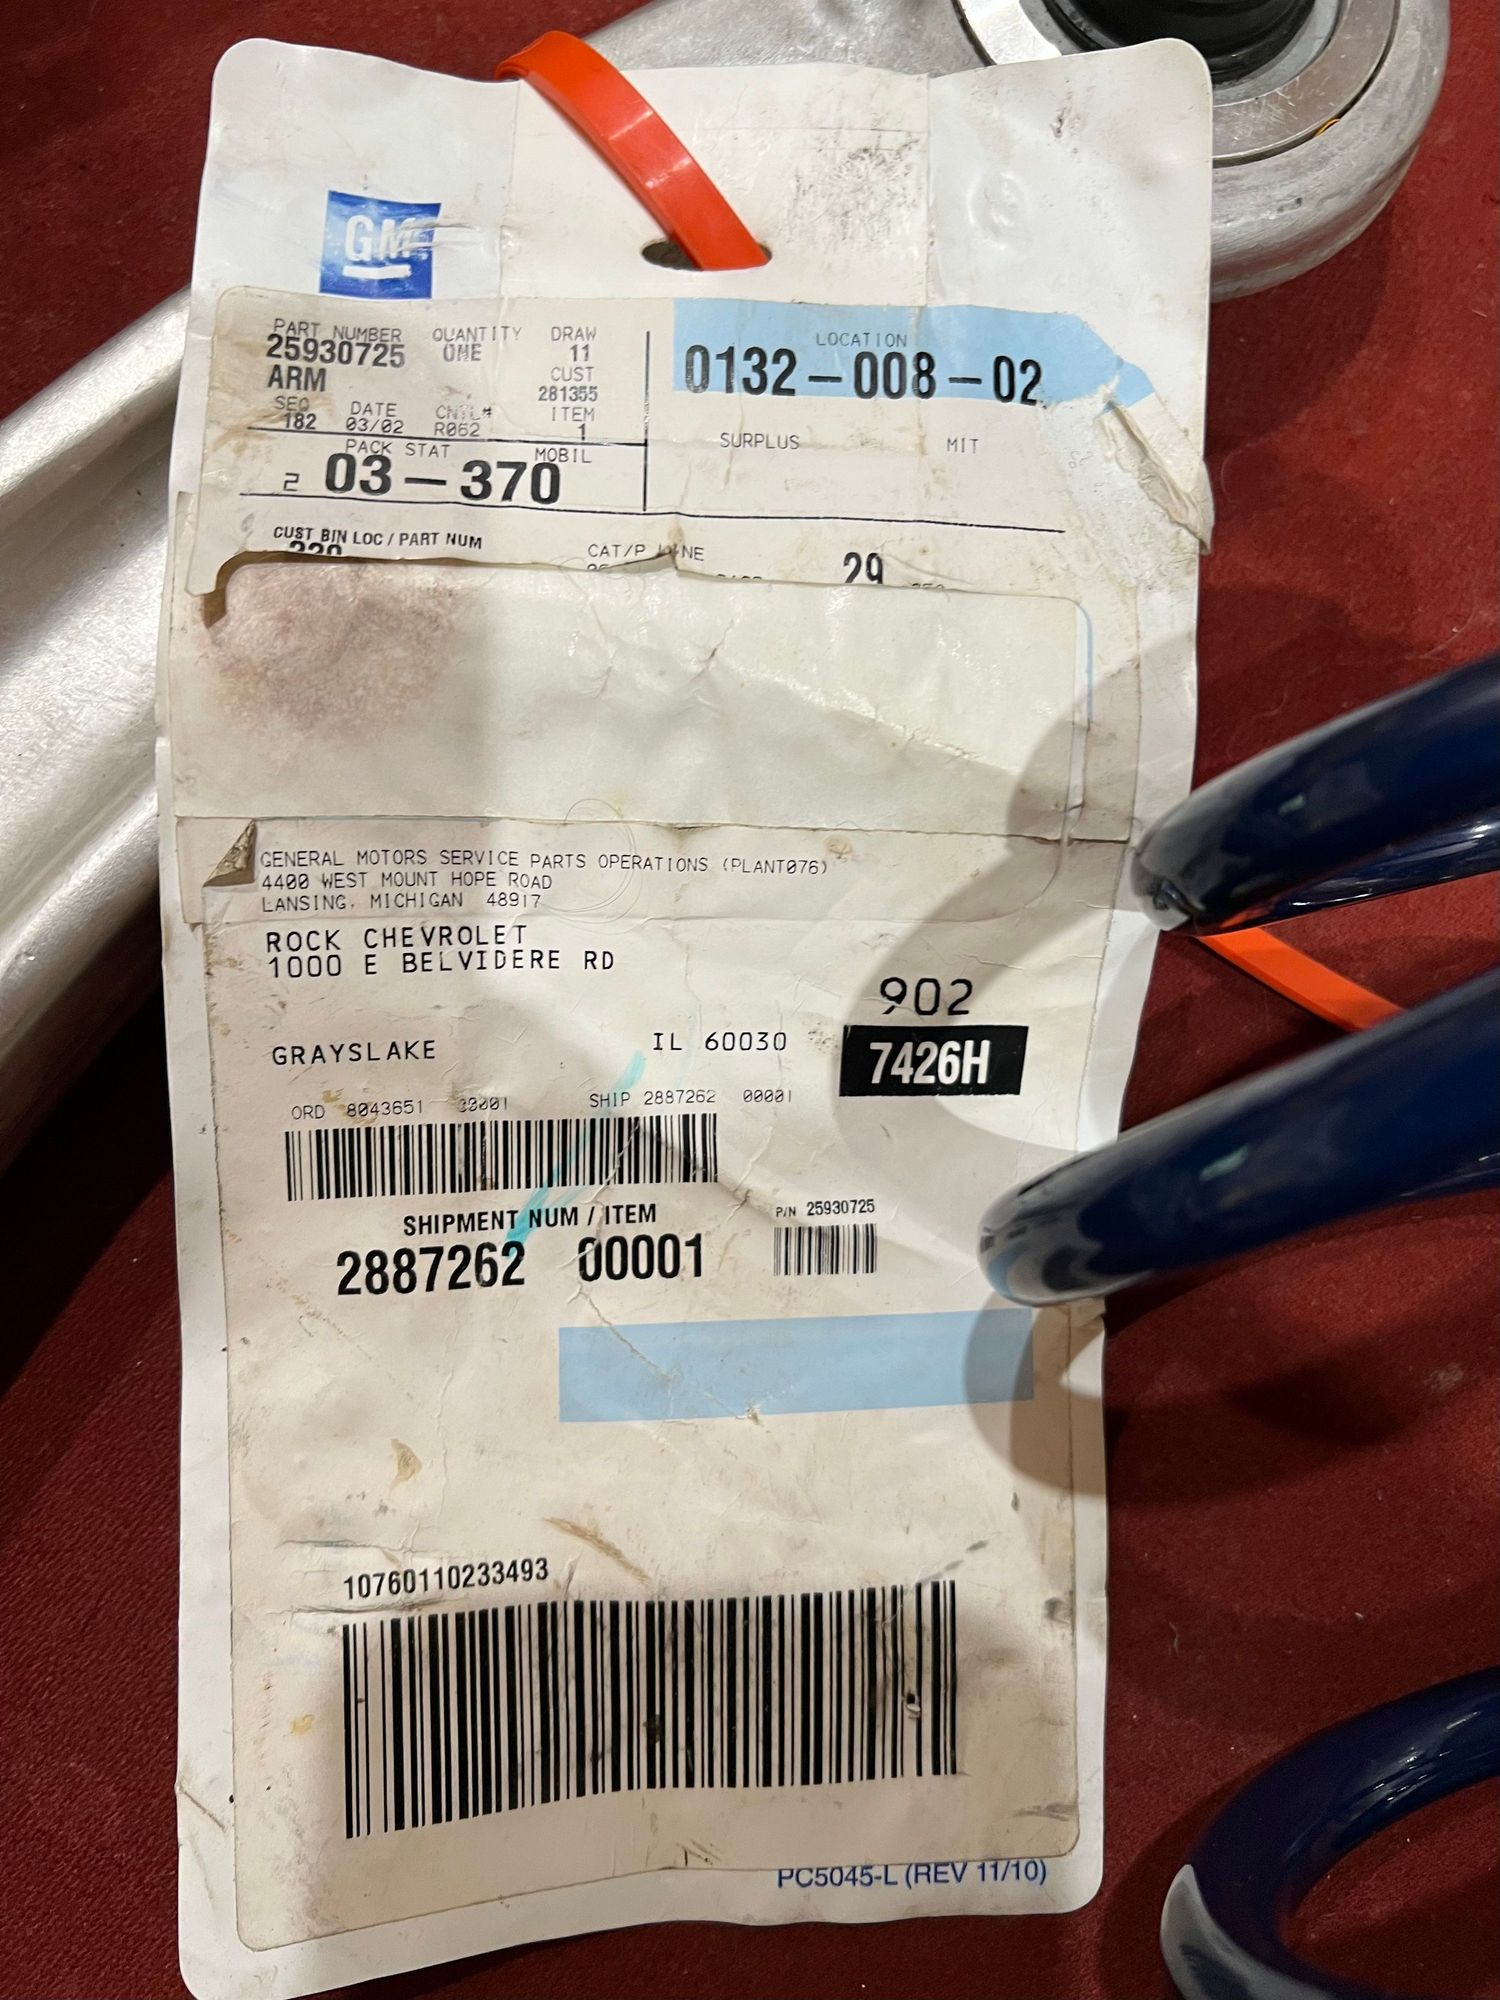 GM
PART NUMBER QUANTITY DRAW
25930725 ONE 11
ARM CUST
281355
SEQ DATE CNTL# ITEM
182 03/02 R062 1
PACK STAT MOBIL
2 03-370
LOCATION
0132-008-02
SURPLUS MIT
CUST BIN LOC / PART NUM
CAT/P
29
GENERAL MOTORS SERVICE PARTS OPERATIONS (PLANT076)
4400 WEST MOUNT HOPE ROAD
LANSING, MICHIGAN 48917
ROCK CHEVROLET
1000 E BELVIDERE RD
902
GRAYSLAKE IL 60030
7426H
ORD 8043651 SHIP 2887262 00001
SHIPMENT NUM / ITEM
2887262 00001
P/N 25930725
10760110233493
PC5045-L (REV 11/10)